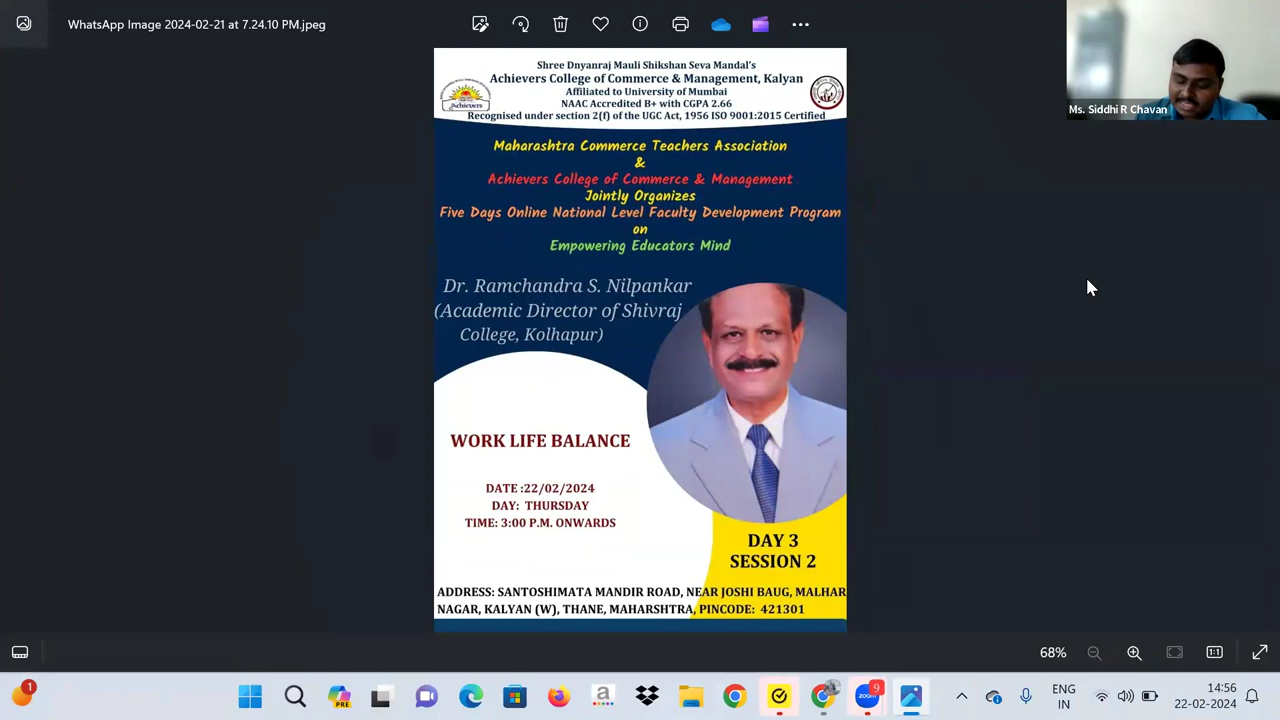 WhatsApp Image 2024-02-21 at 7.24.10 PM.jpeg
Ms. Siddhi R Chavan
Shree Dnyanraj Mauli Shikshan Seva Mandal's
Achievers College of Commerce & Management, Kalyan
Affiliated to University of Mumbai
NAAC Accredited B+ with CGPA 2.66
Recognised under section 2(f) of the UGC Act, 1956 ISO 9001:2015 Certified
Achievers
Maharashtra Commerce Teachers Association
&
Achievers College of Commerce & Management
Jointly Organizes
Five Days Online National Level Faculty Development Program
on
Empowering Educators Mind
Dr. Ramchandra S. Nilpankar
(Academic Director of Shivraj
College, Kolhapur)
WORK LIFE BALANCE
DATE :22/02/2024
DAY: THURSDAY
TIME: 3:00 P.M. ONWARDS
DAY 3
SESSION 2
ADDRESS: SANTOSHIMATA MANDIR ROAD, NEAR JOSHI BAUG, MALHAR
NAGAR, KALYAN (W), THANE, MAHARSHTRA, PINCODE: 421301
68%
1:1
1
PRE
a
9
ENG
IN
14:56
22-02-2024